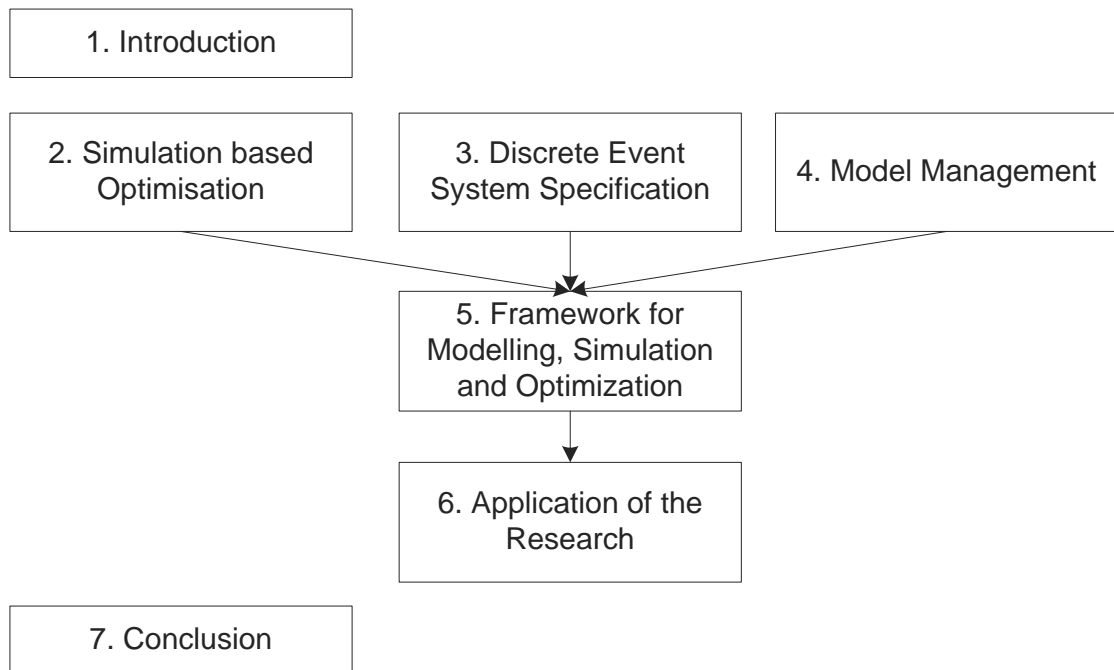 1. Introduction
2. Simulation based
Optimisation
3. Discrete Event
System Specification
4. Model Management
5. Framework for
Modelling, Simulation
and Optimization
6. Application of the
Research
7. Conclusion